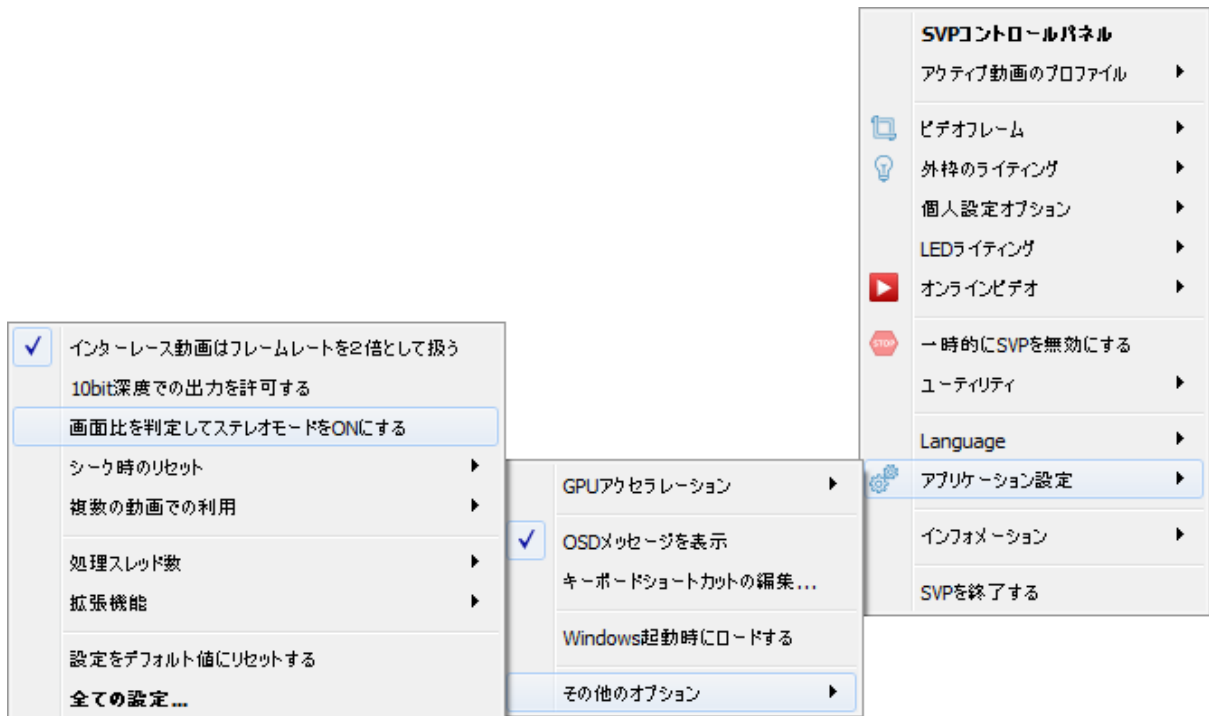 SVPコントロールパネル
アクティブ動画のプロファイル
ビデオフレーム
外枠のライティング
個人設定オプション
LEDライティング
オンラインビデオ
STOP
一時的にSVPを無効にする
ユーティリティ
Language
アプリケーション設定
インフォメーション
SVPを終了する
GPUアクセラレーション
OSDメッセージを表示
キーボードショートカットの編集...
Windows起動時にロードする
その他のオプション
インターレース動画はフレームレートを2倍として扱う
10bit深度での出力を許可する
画面比を判定してステレオモードをONにする
シーク時のリセット
複数の動画での利用
処理スレッド数
拡張機能
設定をデフォルト値にリセットする
全ての設定...